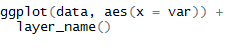 ggplot(data, aes(x = var)) +
  layer_name()